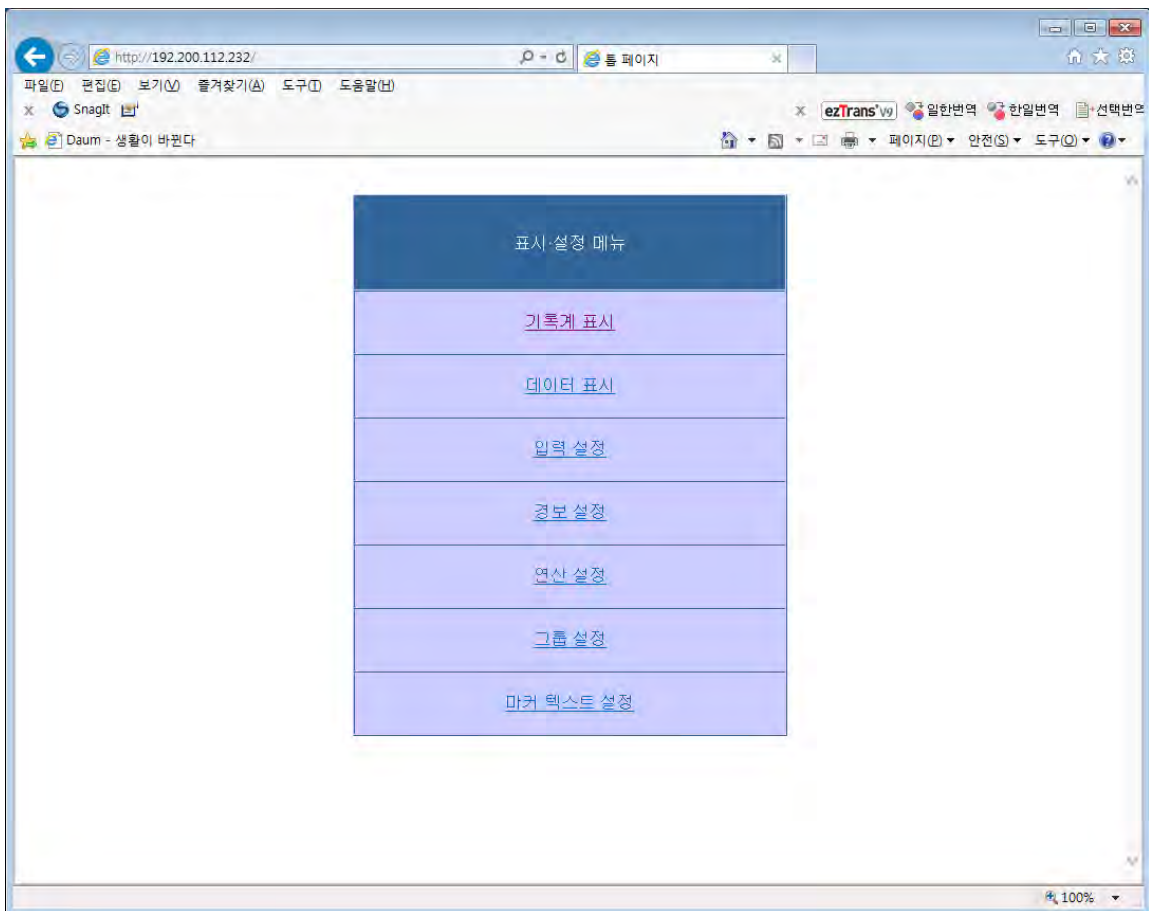 http://192.200.112.232/
톱 페이지
파일(F) 편집(E) 보기(V) 즐겨찾기(A) 도구(T) 도움말(H)
x SnagIt
x ezTrans V9 일한번역 한일번역 선택번역
Daum - 생활이 바뀐다
페이지(P) 안전(S) 도구(O)
표시·설정 메뉴
기록계 표시
데이터 표시
입력 설정
경보 설정
연산 설정
그룹 설정
마커 텍스트 설정
100%